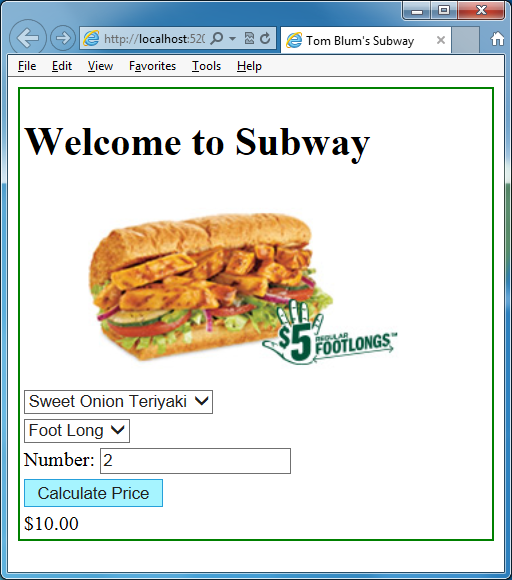 http://localhost:520
Tom Blum's Subway
File Edit View Favorites Tools Help
Welcome to Subway
$5 REGULAR FOOTLONGS™
Sweet Onion Teriyaki
Foot Long
Number: 2
Calculate Price
$10.00